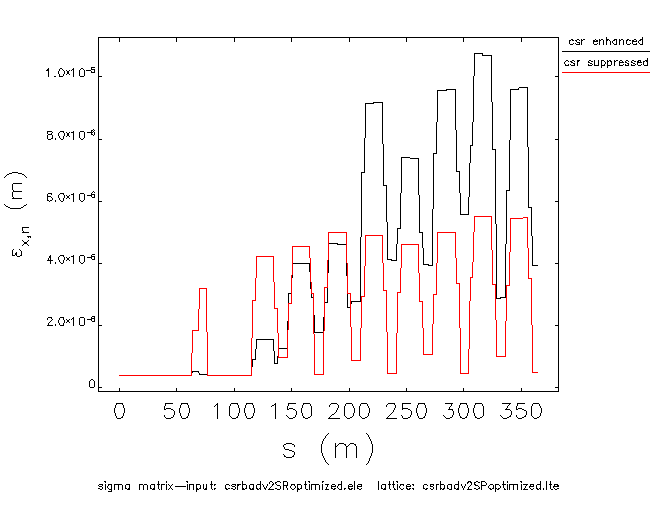 csr enhanced
csr suppressed
1.0×10⁻⁵
8.0×10⁻⁶
6.0×10⁻⁶
4.0×10⁻⁶
2.0×10⁻⁶
0
εx,n (m)
0 50 100 150 200 250 300 350
s (m)
sigma matrix–input: csrbadv2SRoptimized.ele lattice: csrbadv2SPoptimized.lte